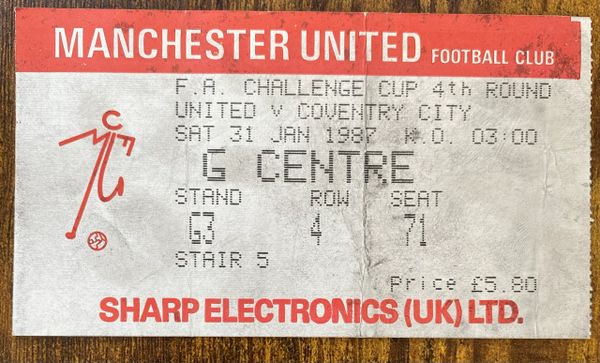 MANCHESTER UNITED FOOTBALL CLUB
F.A. CHALLENGE CUP 4th ROUND
UNITED V COVENTRY CITY
SAT 31 JAN 1987 K.O. 03:00
G CENTRE
STAND ROW SEAT
G3 4 71
STAIR 5
Price £5.80
SHARP ELECTRONICS (UK) LTD.